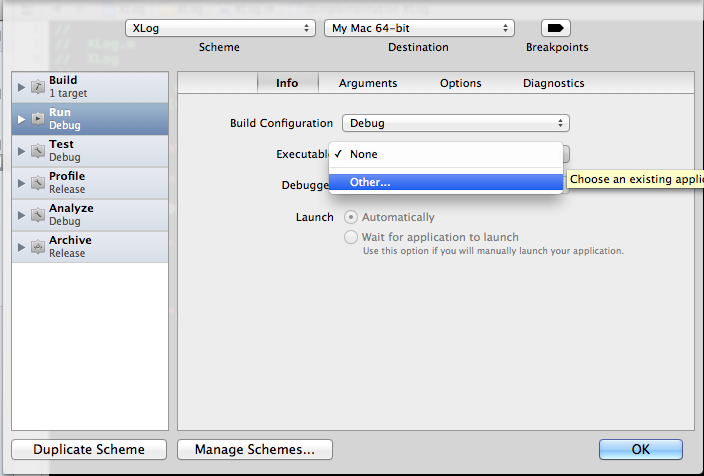 //
// XLog.m
// XLog
XLog
My Mac 64-bit
Scheme
Destination
Breakpoints
Build
1 target
Run
Debug
Test
Debug
Profile
Release
Analyze
Debug
Archive
Release
Info Arguments Options Diagnostics
Build Configuration Debug
Executable ✓ None
Other...
Choose an existing applic
Debugge
Launch Automatically
Wait for application to launch
Use this option if you will manually launch your application.
Duplicate Scheme
Manage Schemes...
OK